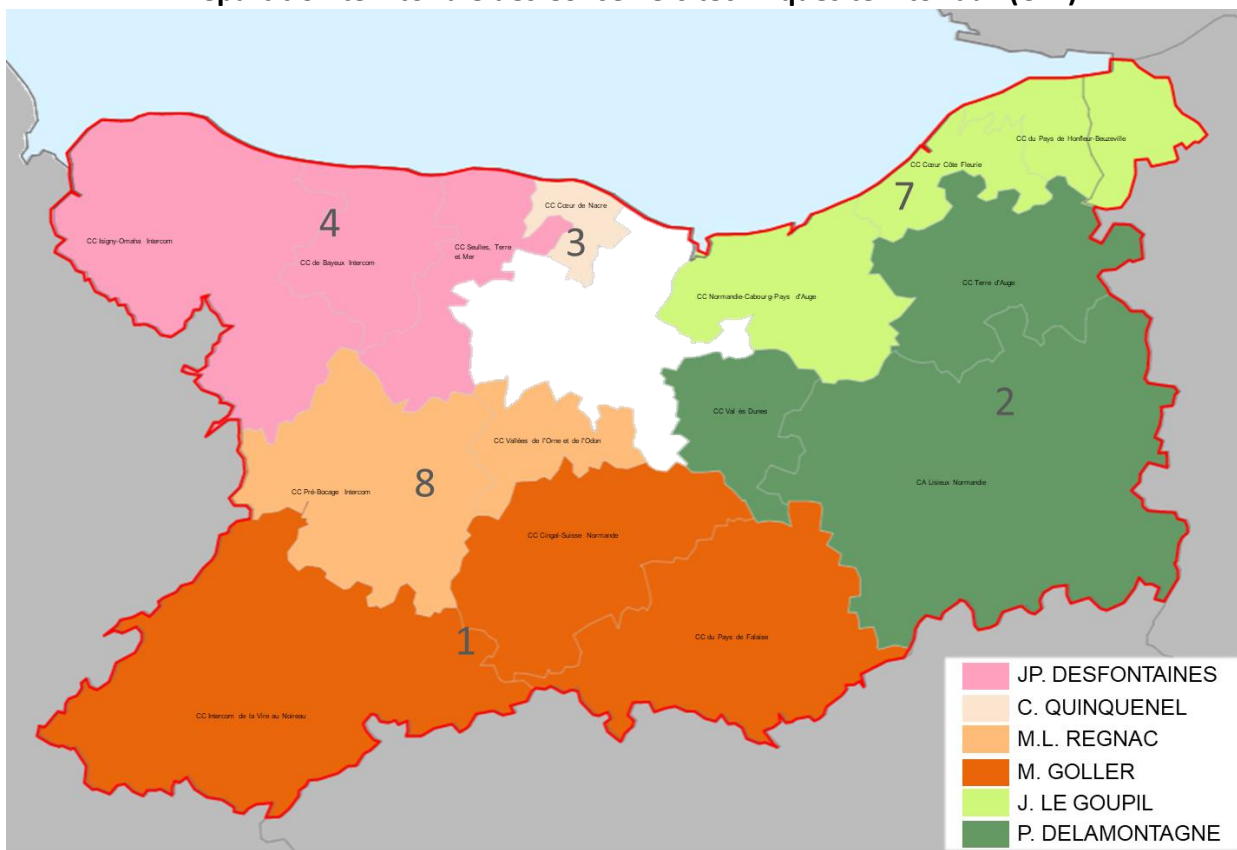 CC du Pays de Honfleur-Beuzeville
CC Cœur Côte Fleurie
7
CC Cœur de Nacre
4
3
CC Isigny-Omaha Intercom
CC Seulles, Terre
et Mer
CC de Bayeux Intercom
CC Terre d'Auge
CC Normandie-Cabourg-Pays d'Auge
2
CC Val ès Dunes
CC Vallées de l'Orne et de l'Odon
8
CC Pré-Bocage Intercom
CA Lisieux Normandie
CC Cingal-Suisse Normande
1
CC du Pays de Falaise
CC Intercom de la Vire au Noireau
JP. DESFONTAINES
C. QUINQUENEL
M.L. REGNAC
M. GOLLER
J. LE GOUPIL
P. DELAMONTAGNE